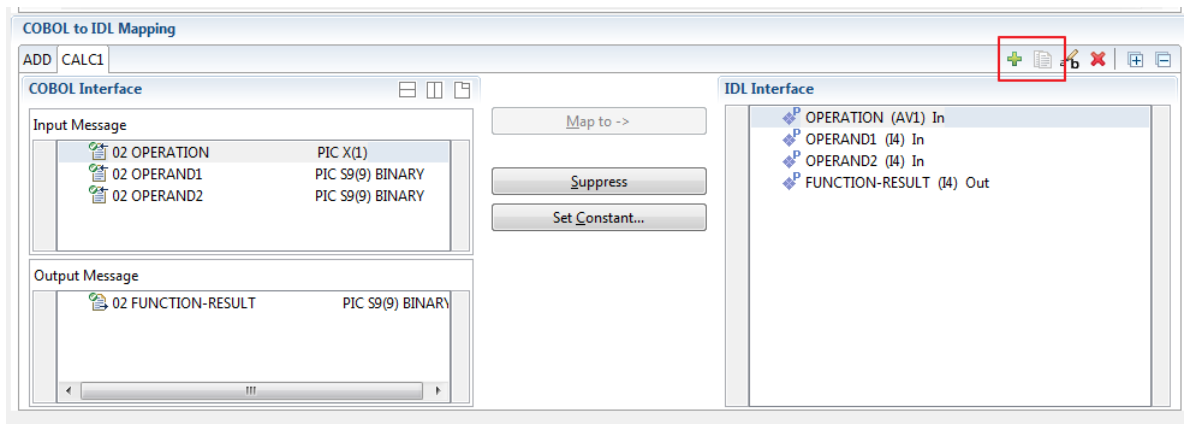 COBOL to IDL Mapping
ADD CALC1
COBOL Interface
Input Message
02 OPERATION PIC X(1)
02 OPERAND1 PIC S9(9) BINARY
02 OPERAND2 PIC S9(9) BINARY
Output Message
02 FUNCTION-RESULT PIC S9(9) BINARY
Map to ->
Suppress
Set Constant...
IDL Interface
OPERATION (AV1) In
OPERAND1 (I4) In
OPERAND2 (I4) In
FUNCTION-RESULT (I4) Out